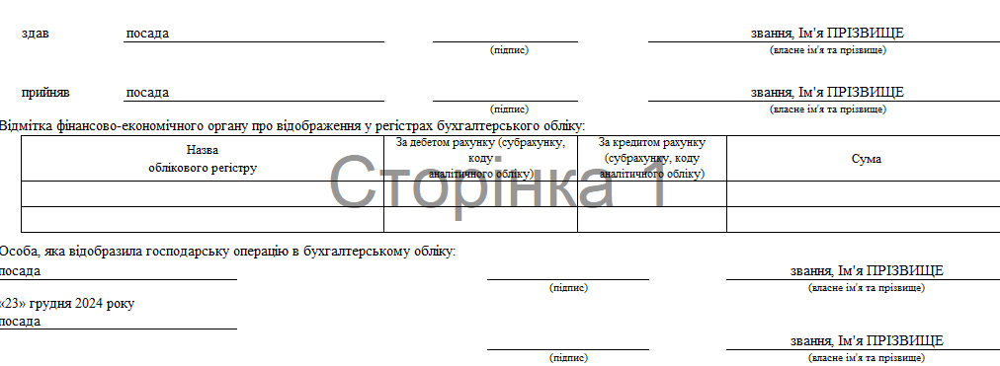 здав посада звання, Ім'я ПРІЗВИЩЕ
(підпис) (власне ім'я та прізвище)
прийняв посада звання, Ім'я ПРІЗВИЩЕ
(підпис) (власне ім'я та прізвище)
Відмітка фінансово-економічного органу про відображення у регістрах бухгалтерського обліку:
Назва
облікового регістру
За дебетом рахунку (субрахунку,
коду
аналітичного обліку)
За кредитом рахунку
(субрахунку, коду
аналітичного обліку)
Сума
Сторінка 1
Особа, яка відобразила господарську операцію в бухгалтерському обліку:
посада звання, Ім'я ПРІЗВИЩЕ
(підпис) (власне ім'я та прізвище)
«23» грудня 2024 року
посада
звання, Ім'я ПРІЗВИЩЕ
(підпис) (власне ім'я та прізвище)